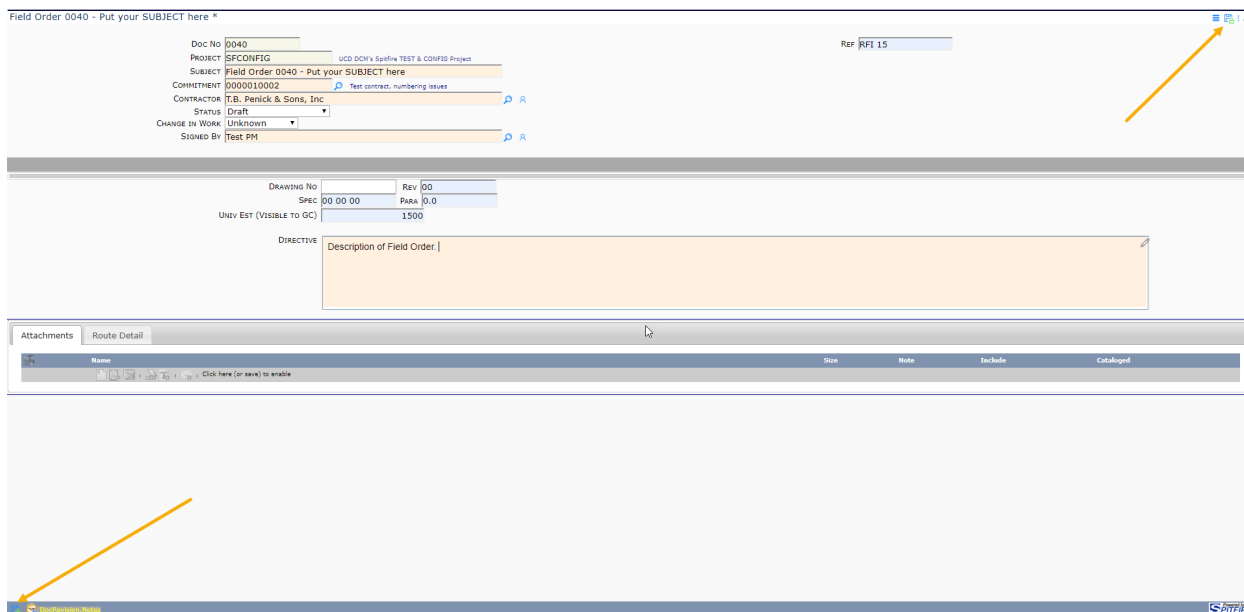 Field Order 0040 - Put your SUBJECT here *
Doc No 0040
Ref RFI 15
Project SFCONFIG UCD DCM's Spitfire TEST & CONFIG Project
Subject Field Order 0040 - Put your SUBJECT here
Commitment 0000010002 Test contract, numbering issues
Contractor T.B. Penick & Sons, Inc
Status Draft
Change in Work Unknown
Signed By Test PM
Drawing No Rev 00
Spec 00 00 00 Para 0.0
Univ Est (Visible to GC) 1500
Directive Description of Field Order.
Attachments Route Detail
Name Size Note Include Cataloged
Click here (or save) to enable
DocRevision.Notes